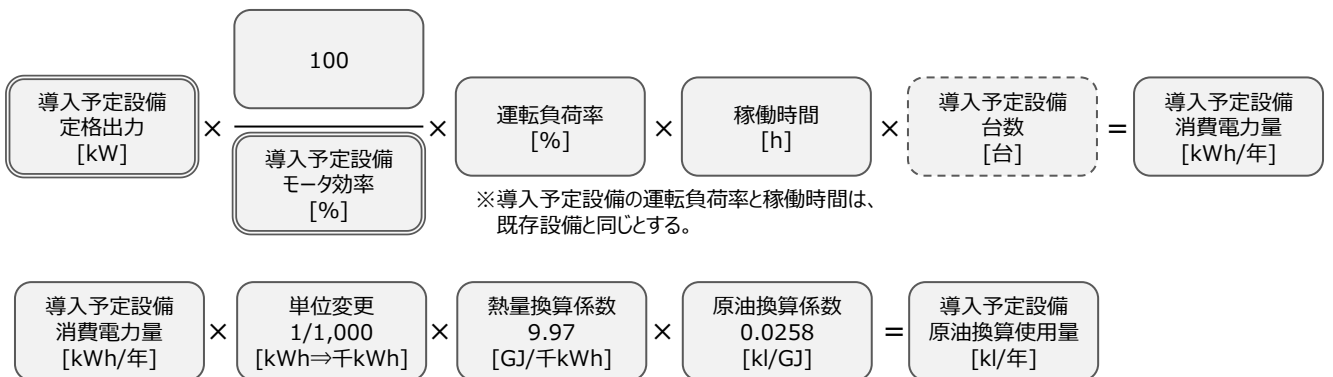 導入予定設備
定格出力
[kW]
×
100
導入予定設備
モータ効率
[%]
×
運転負荷率
[%]
×
稼働時間
[h]
×
導入予定設備
台数
[台]
=
導入予定設備
消費電力量
[kWh/年]
※導入予定設備の運転負荷率と稼働時間は、
既存設備と同じとする。
導入予定設備
消費電力量
[kWh/年]
×
単位変更
1/1,000
[kWh⇒千kWh]
×
熱量換算係数
9.97
[GJ/千kWh]
×
原油換算係数
0.0258
[kl/GJ]
=
導入予定設備
原油換算使用量
[kl/年]